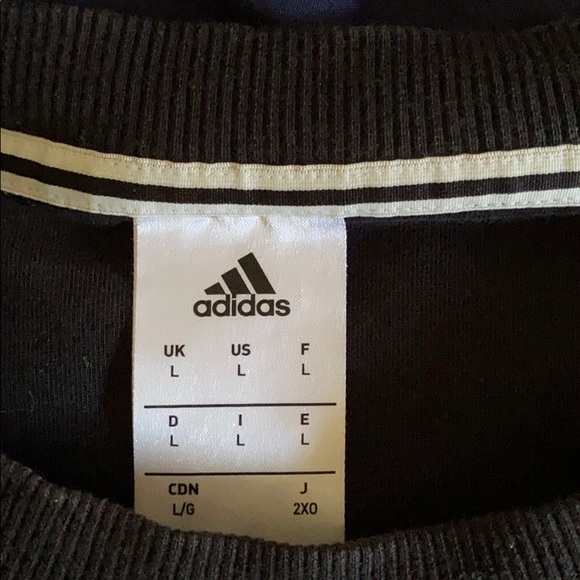 adidas
UK US F
L L L
D I E
L L L
CDN J
L/G 2XO